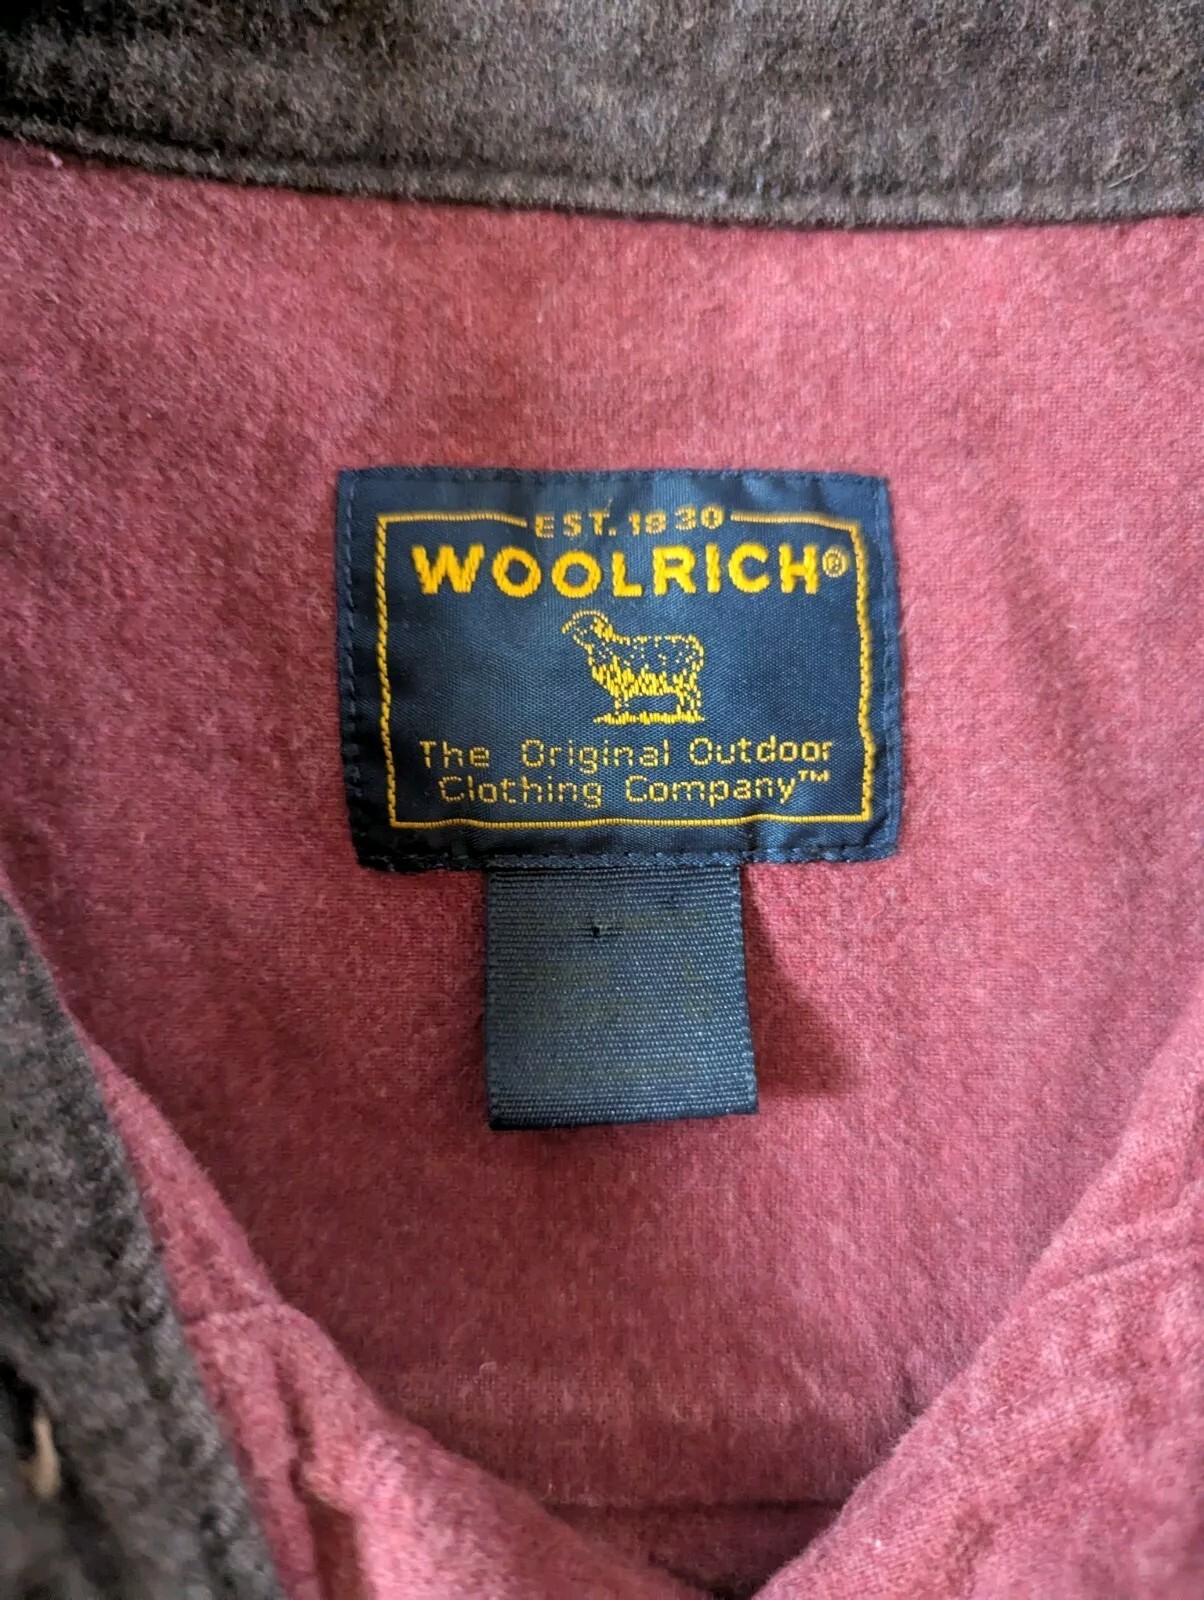 EST. 1830
WOOLRICH®
The Original Outdoor
Clothing Company™